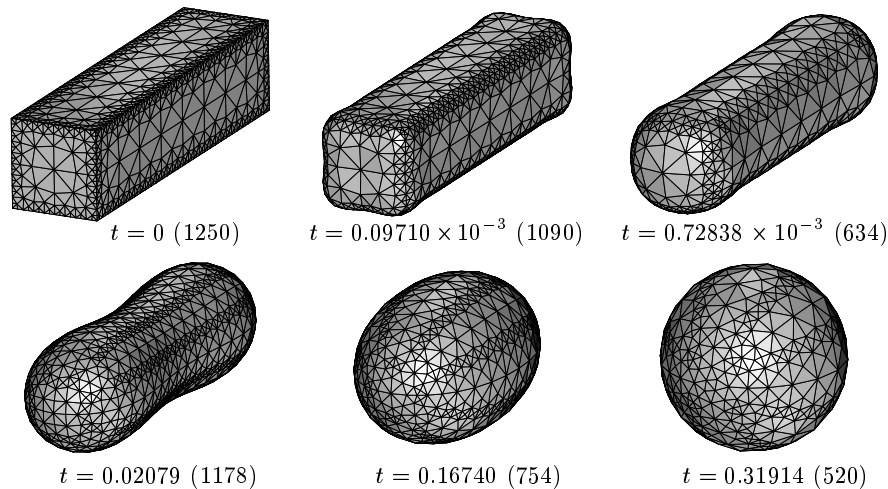 t = 0 (1250)
t = 0.09710 × 10⁻³ (1090)
t = 0.72838 × 10⁻³ (634)
t = 0.02079 (1178)
t = 0.16740 (754)
t = 0.31914 (520)